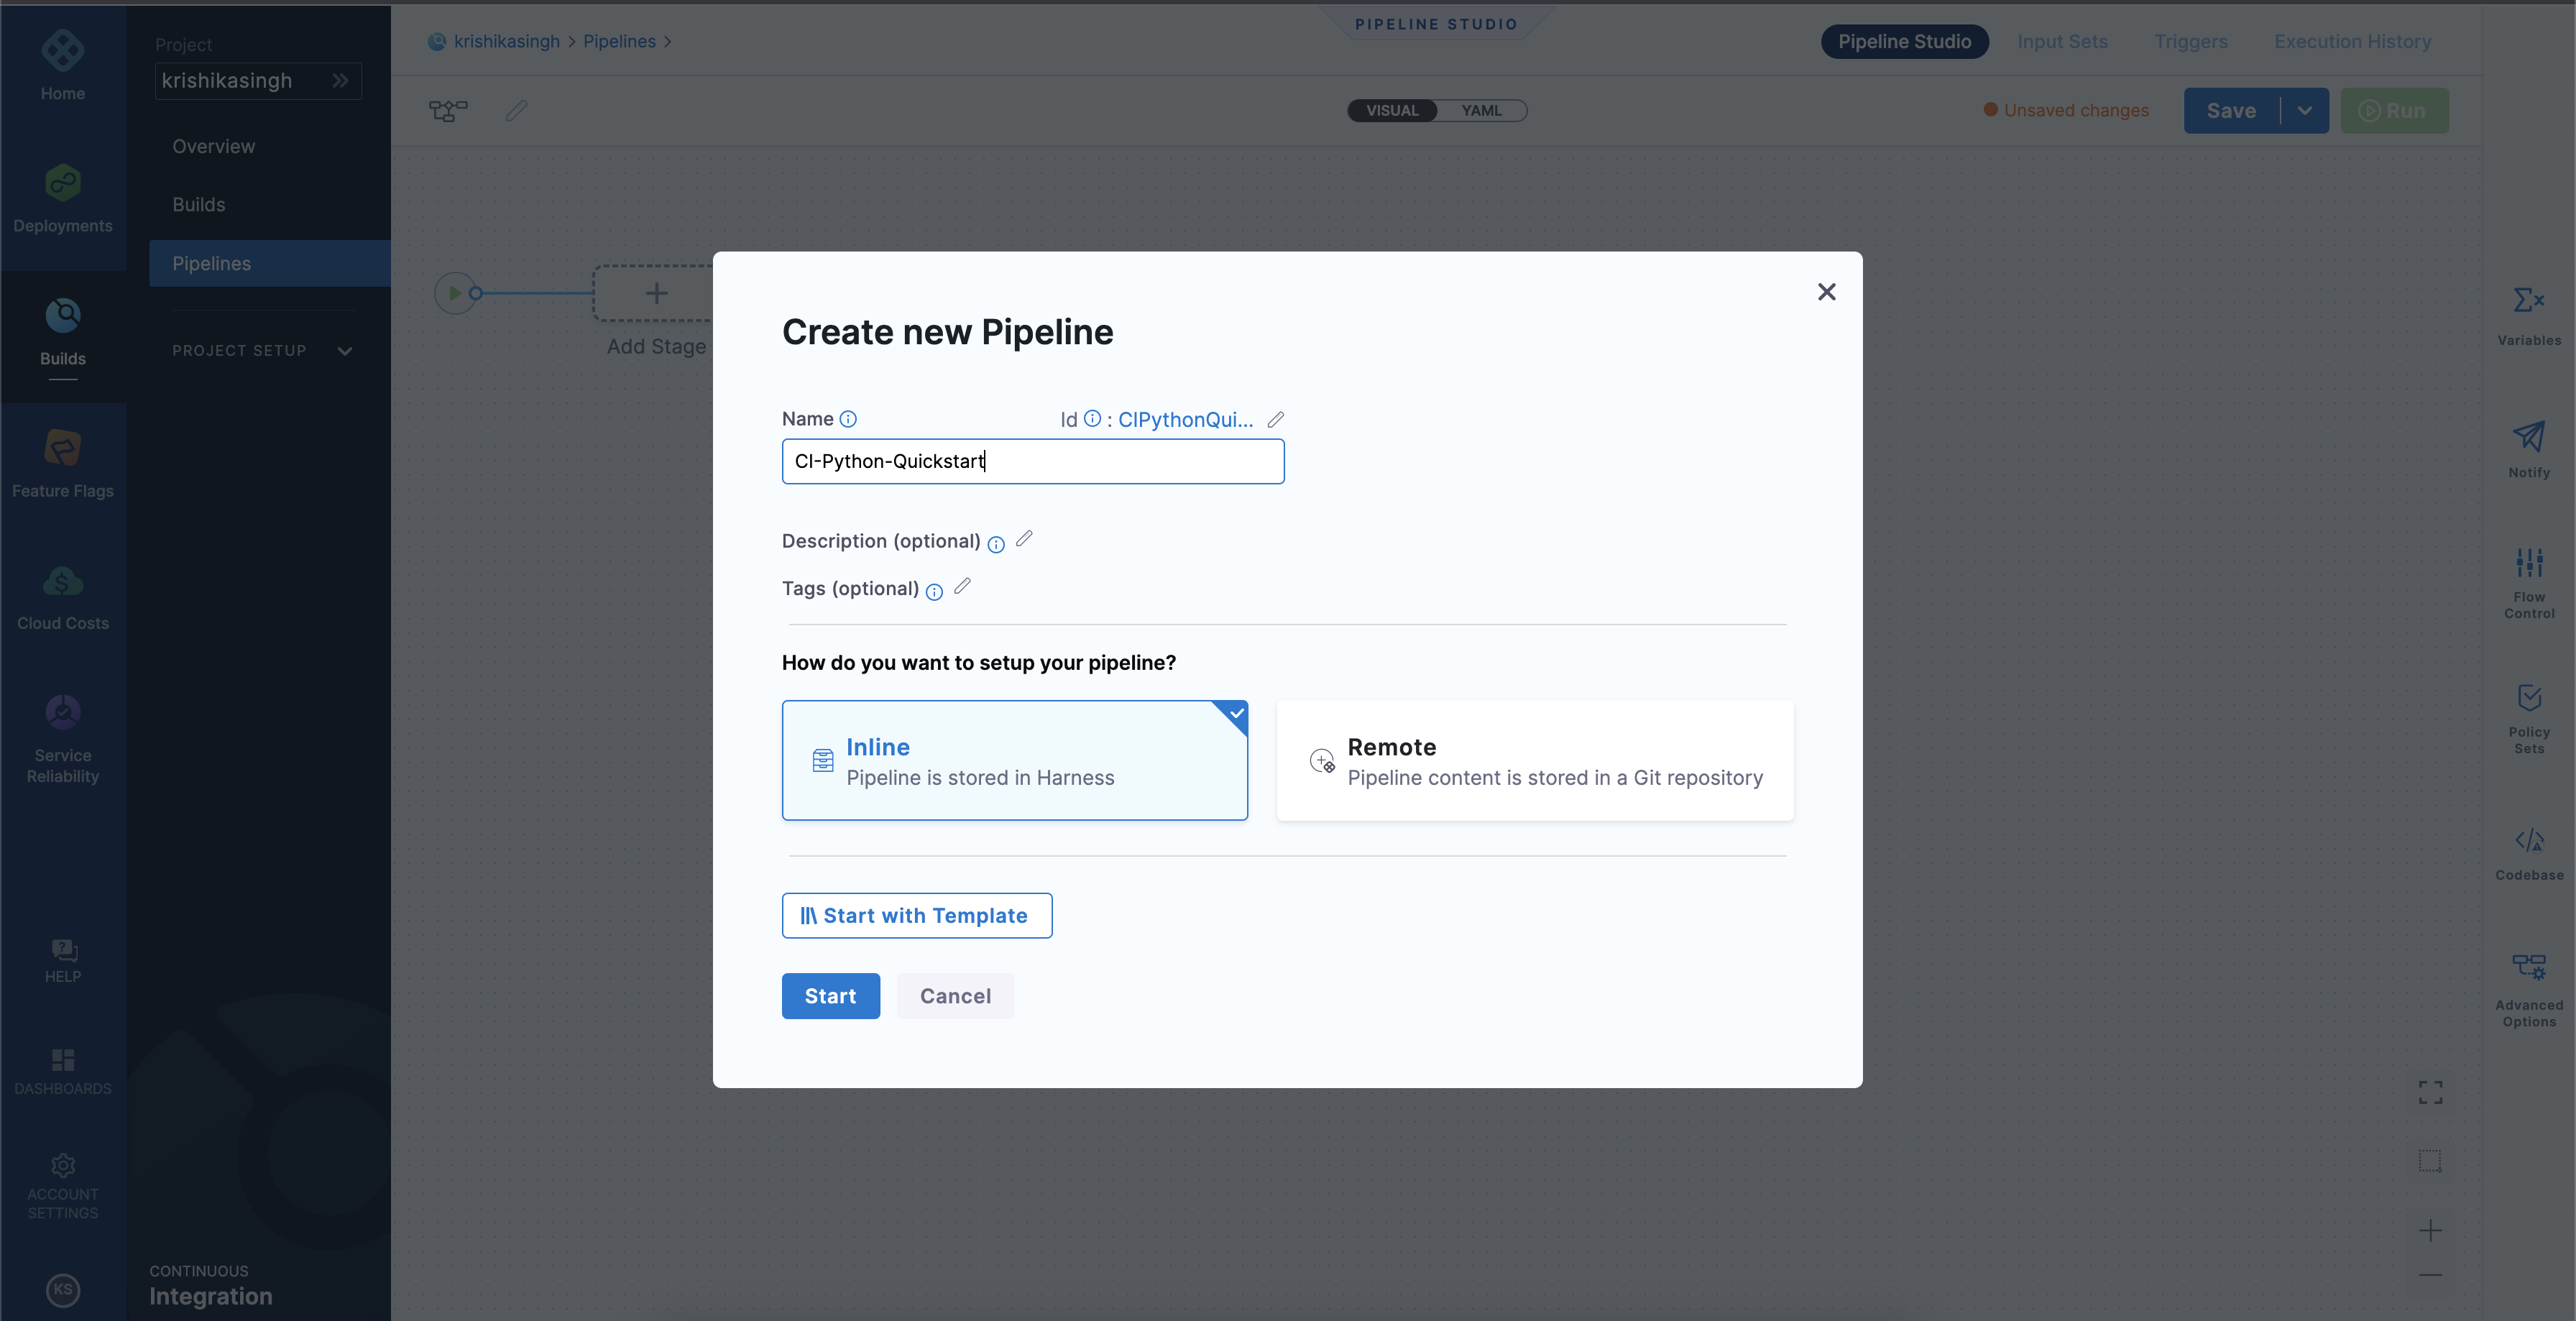 Home
Deployments
Builds
Feature Flags
Cloud Costs
Service
Reliability
HELP
DASHBOARDS
ACCOUNT
SETTINGS
KS
Project
krishikasingh
Overview
Builds
Pipelines
PROJECT SETUP
CONTINUOUS
Integration
krishikasingh > Pipelines >
PIPELINE STUDIO
Pipeline Studio
Input Sets
Triggers
Execution History
VISUAL
YAML
Unsaved changes
Save
Run
Add Stage
Create new Pipeline
Name
Id : CIPythonQui...
CI-Python-Quickstart
Description (optional)
Tags (optional)
How do you want to setup your pipeline?
Inline
Pipeline is stored in Harness
Remote
Pipeline content is stored in a Git repository
Start with Template
Start
Cancel
Variables
Notify
Flow
Control
Policy
Sets
Codebase
Advanced
Options